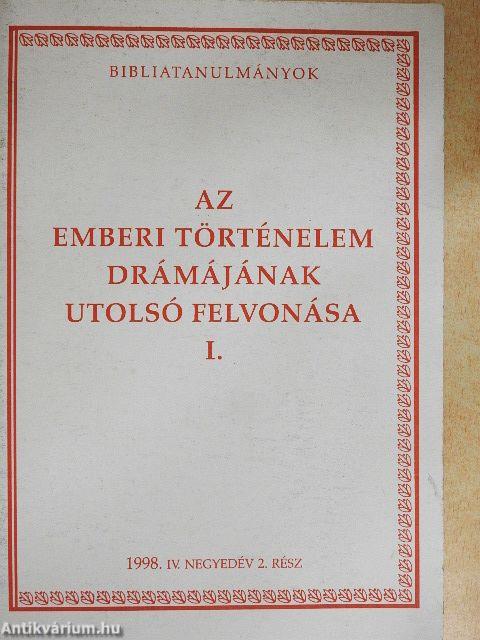 BIBLIATANULMÁNYOK
AZ
EMBERI TÖRTÉNELEM
DRÁMÁJÁNAK
UTOLSÓ FELVONÁSA
I.
1998. IV. NEGYEDÉV 2. RÉSZ
Antikvárium.hu